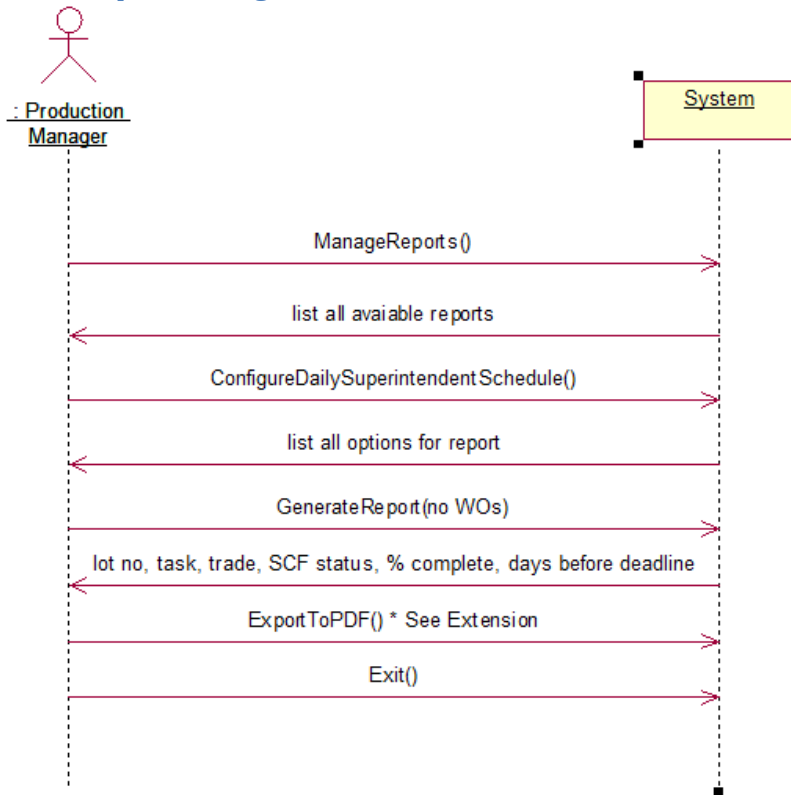 : Production
Manager
System
ManageReports()
list all avaiable reports
ConfigureDailySuperintendentSchedule()
list all options for report
GenerateReport(no WOs)
lot no, task, trade, SCF status, % complete, days before deadline
ExportToPDF() * See Extension
Exit()